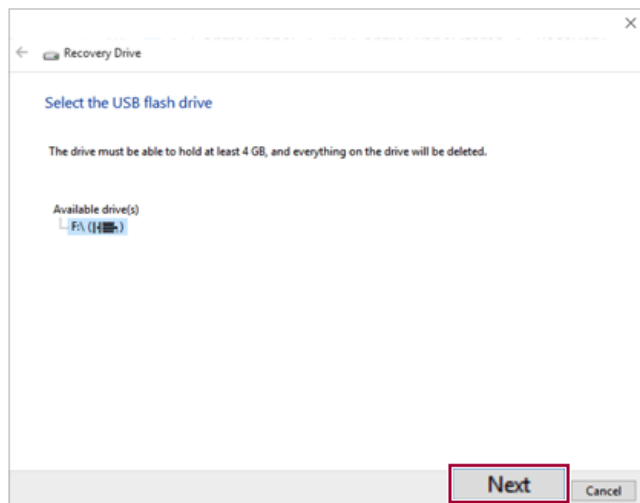 Recovery Drive
Select the USB flash drive
The drive must be able to hold at least 4 GB, and everything on the drive will be deleted.
Available drive(s)
F:\ ( )
Next
Cancel